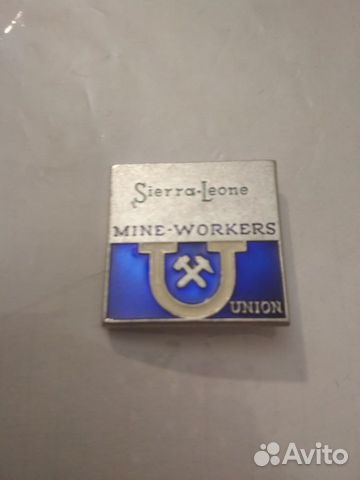 Sierra-Leone
MINE-WORKERS
U
UNION
Avito